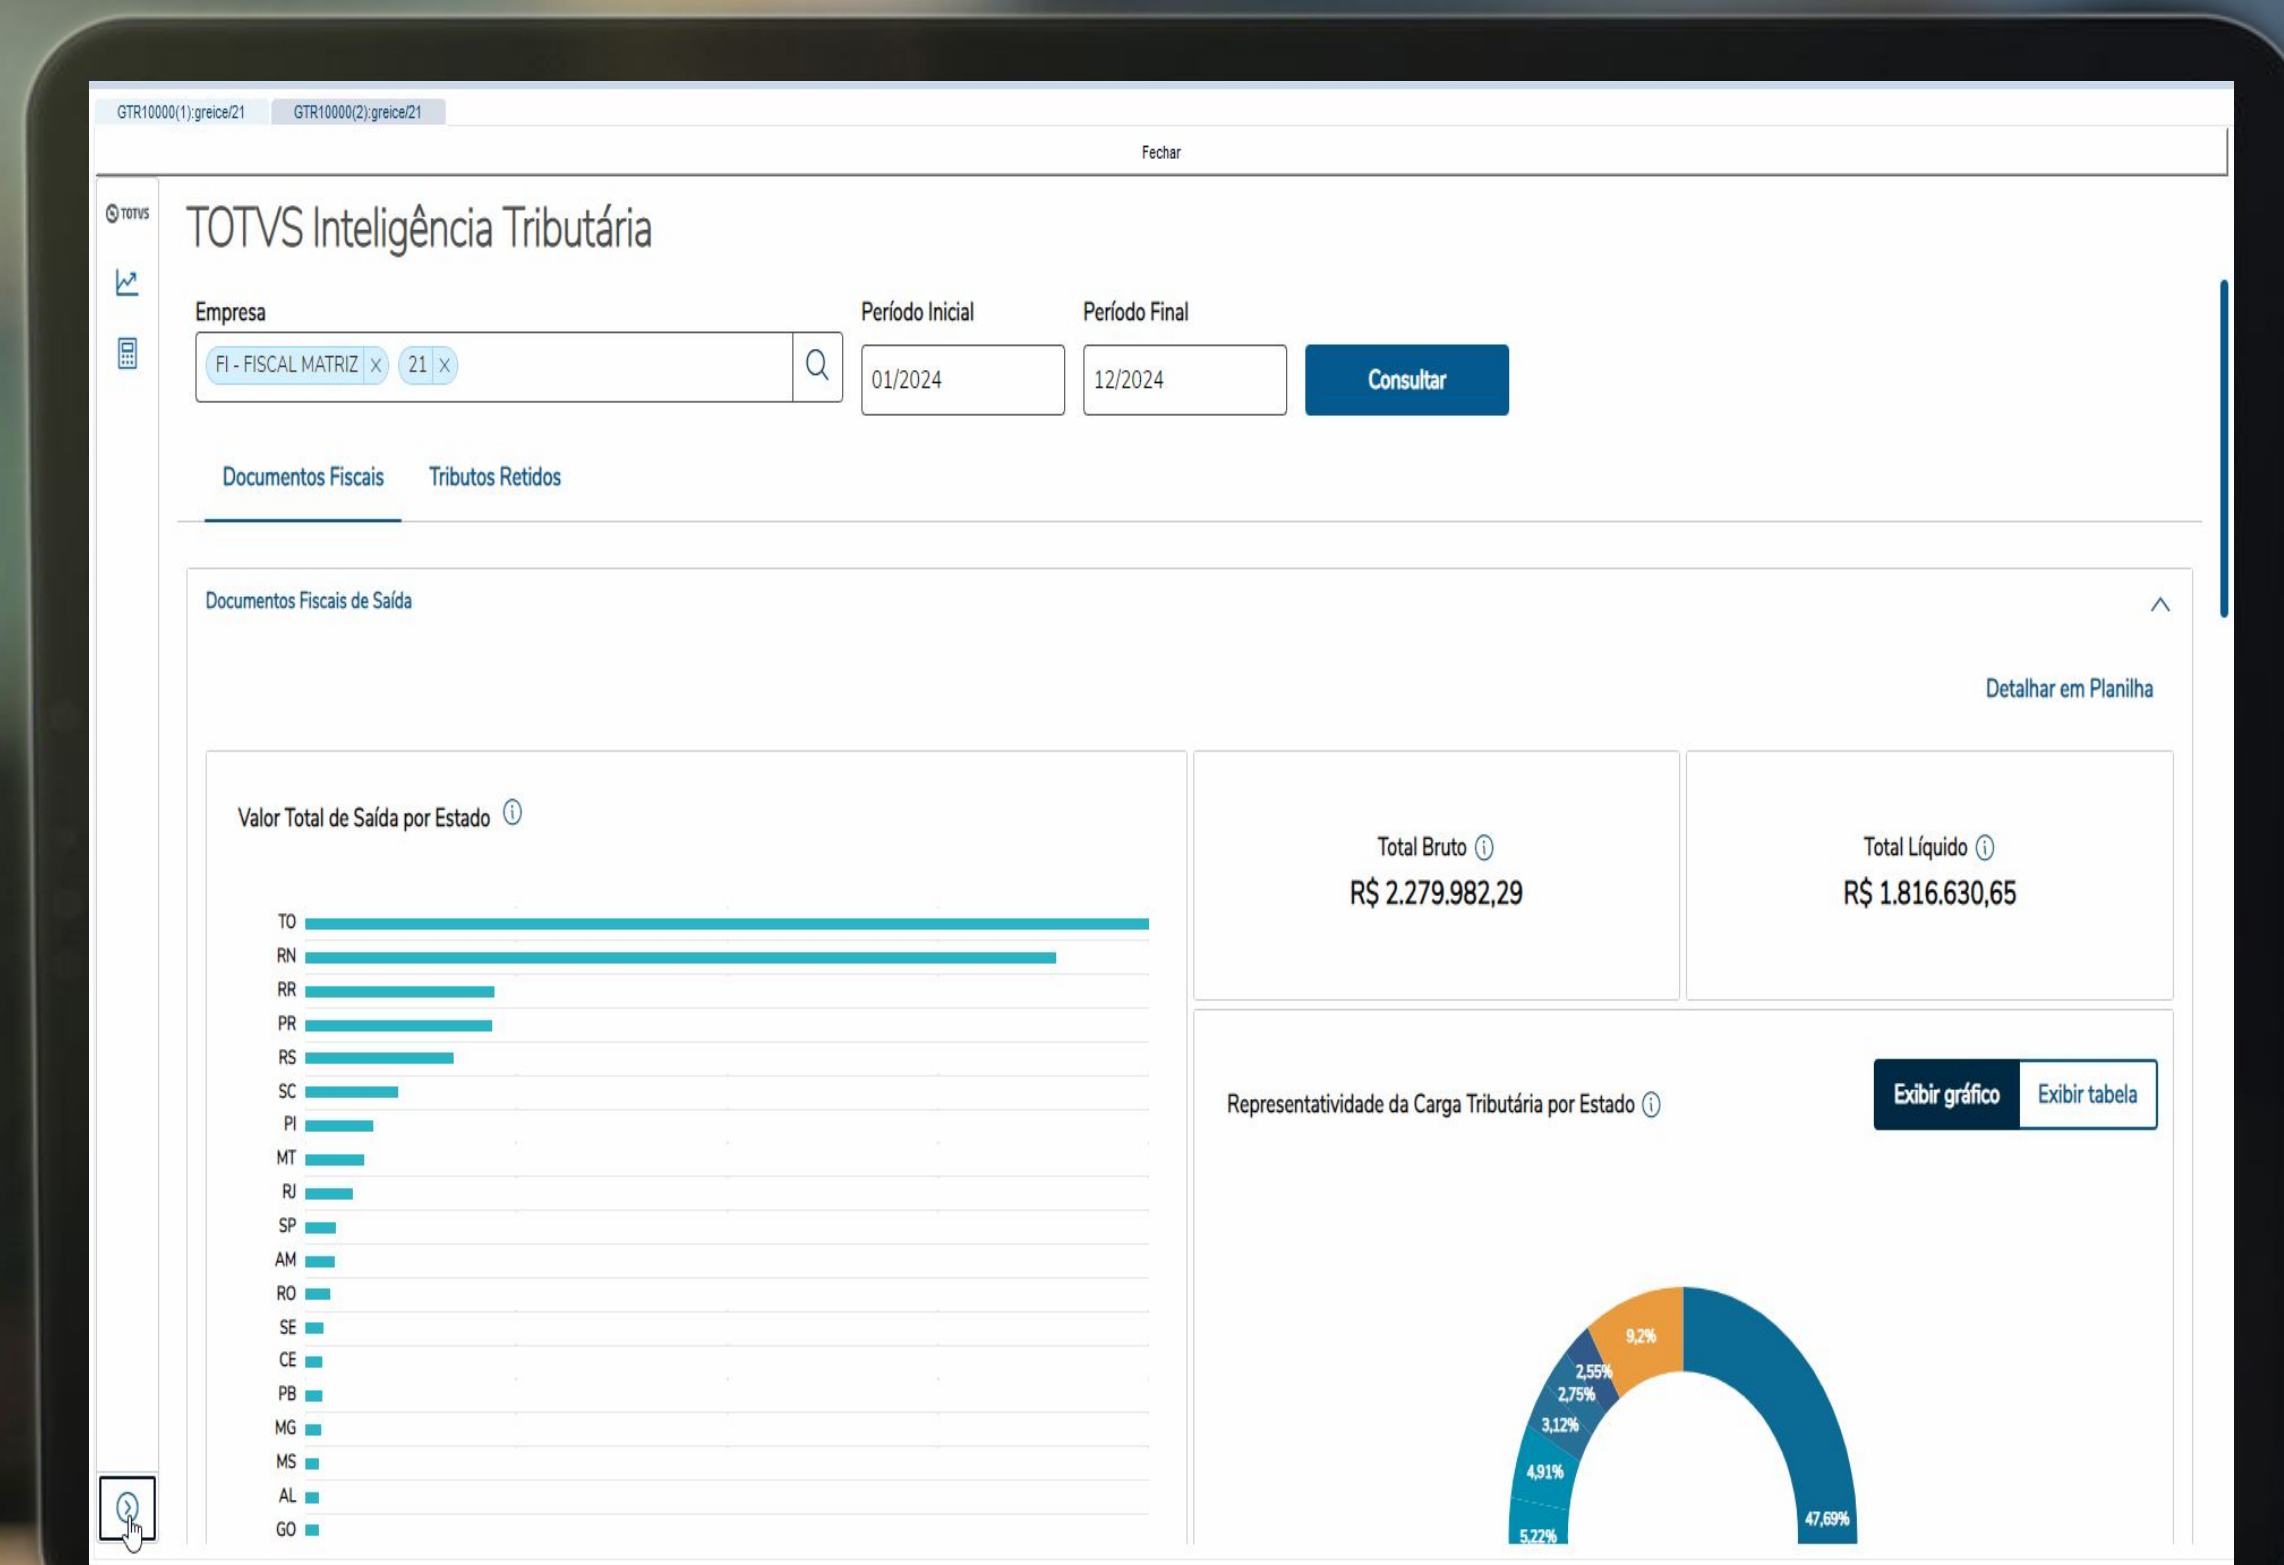 GTR10000(1):greice/21 GTR10000(2):greice/21
Fechar
TOTVS
TOTVS Inteligência Tributária
Empresa Período Inicial Período Final
FI - FISCAL MATRIZ X 21 X 01/2024 12/2024 Consultar
Documentos Fiscais Tributos Retidos
Documentos Fiscais de Saída
Detalhar em Planilha
Valor Total de Saída por Estado
TO
RN
RR
PR
RS
SC
PI
MT
RJ
SP
AM
RO
SE
CE
PB
MG
MS
AL
GO
Total Bruto
R$ 2.279.982,29
Total Líquido
R$ 1.816.630,65
Representatividade da Carga Tributária por Estado
Exibir gráfico Exibir tabela
9,2%
2,55%
2,75%
3,12%
4,91%
5,22%
47,69%